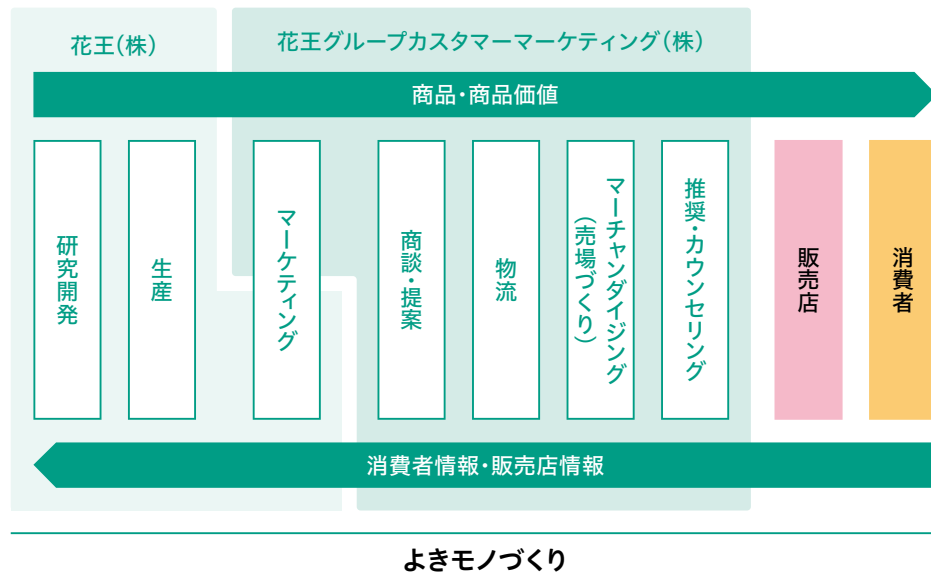 花王(株)
花王グループカスタマーマーケティング(株)
商品・商品価値
研究開発
生産
マーケティング
商談・提案
物流
マーチャンダイジング
(売場づくり)
推奨・カウンセリング
販売店
消費者
消費者情報・販売店情報
よきモノづくり